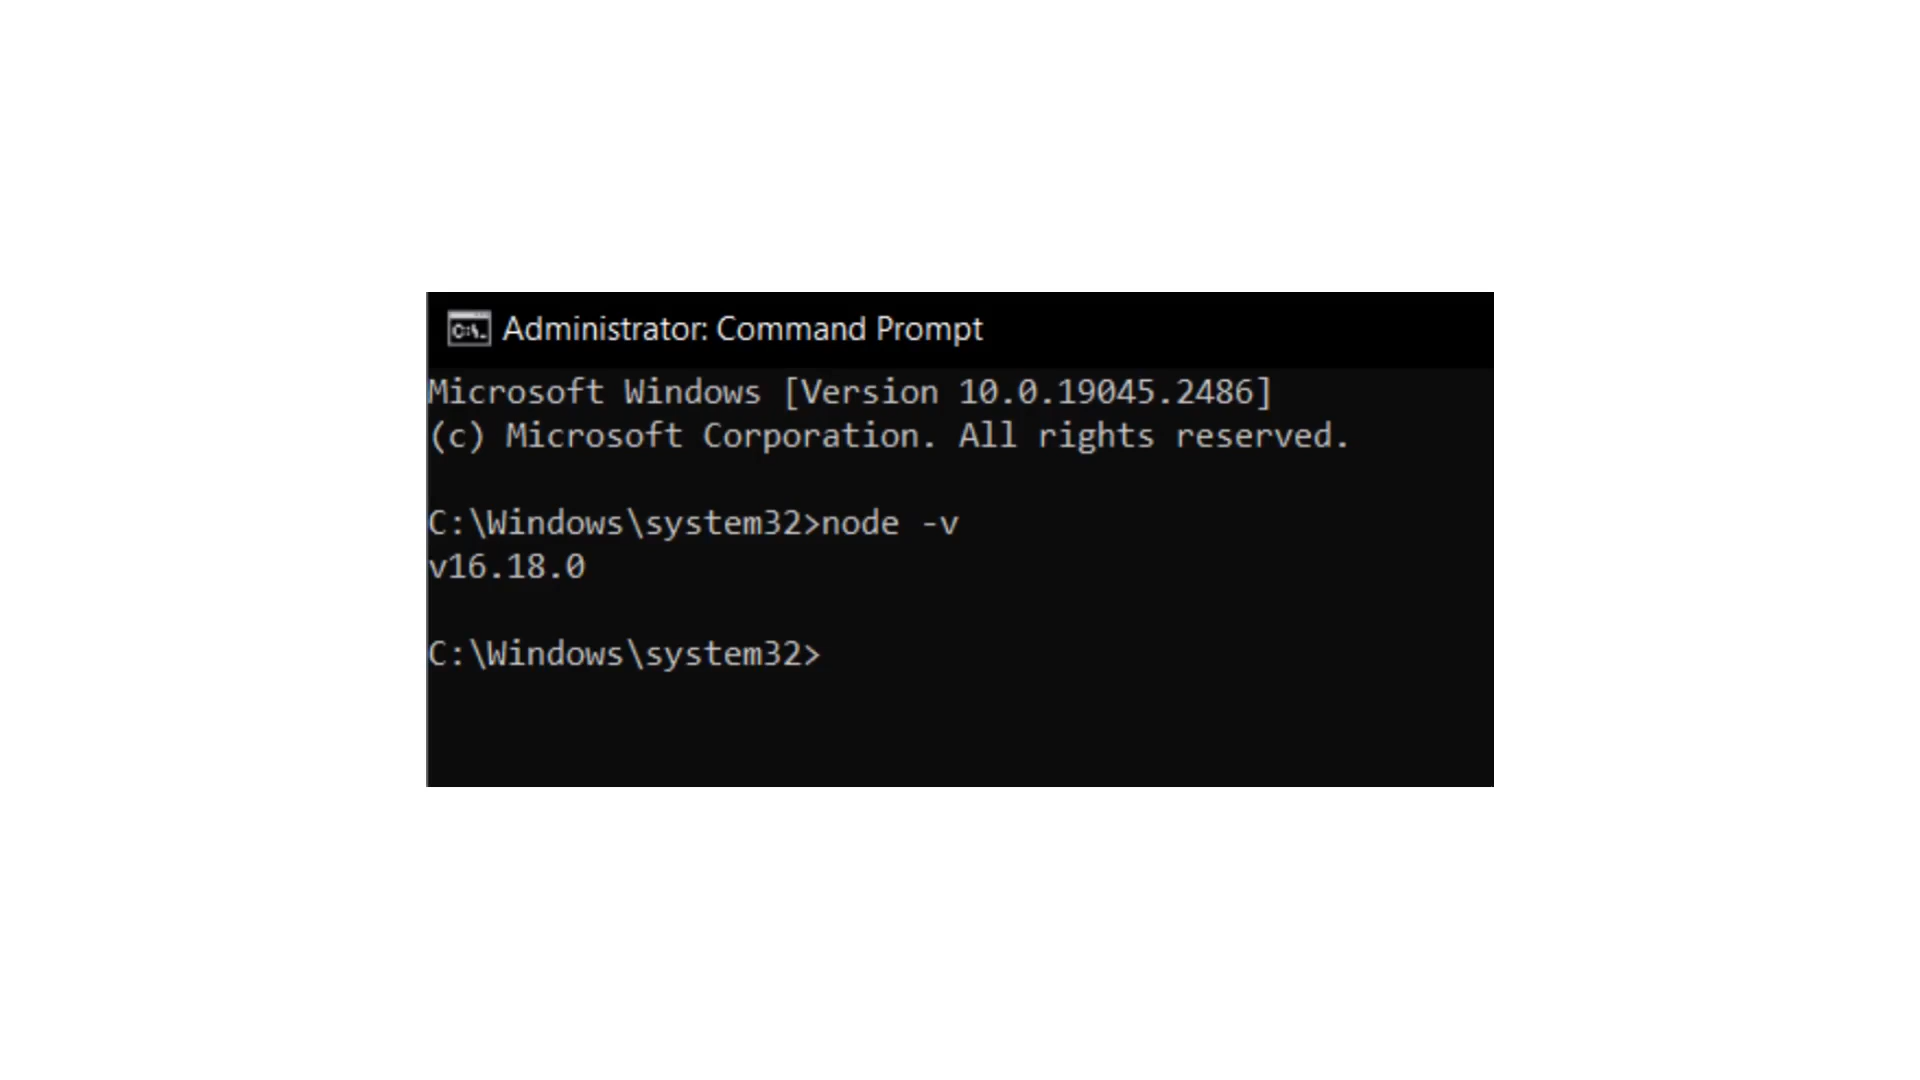 Administrator: Command Prompt
Microsoft Windows [Version 10.0.19045.2486]
(c) Microsoft Corporation. All rights reserved.
C:\Windows\system32>node -v
v16.18.0
C:\Windows\system32>